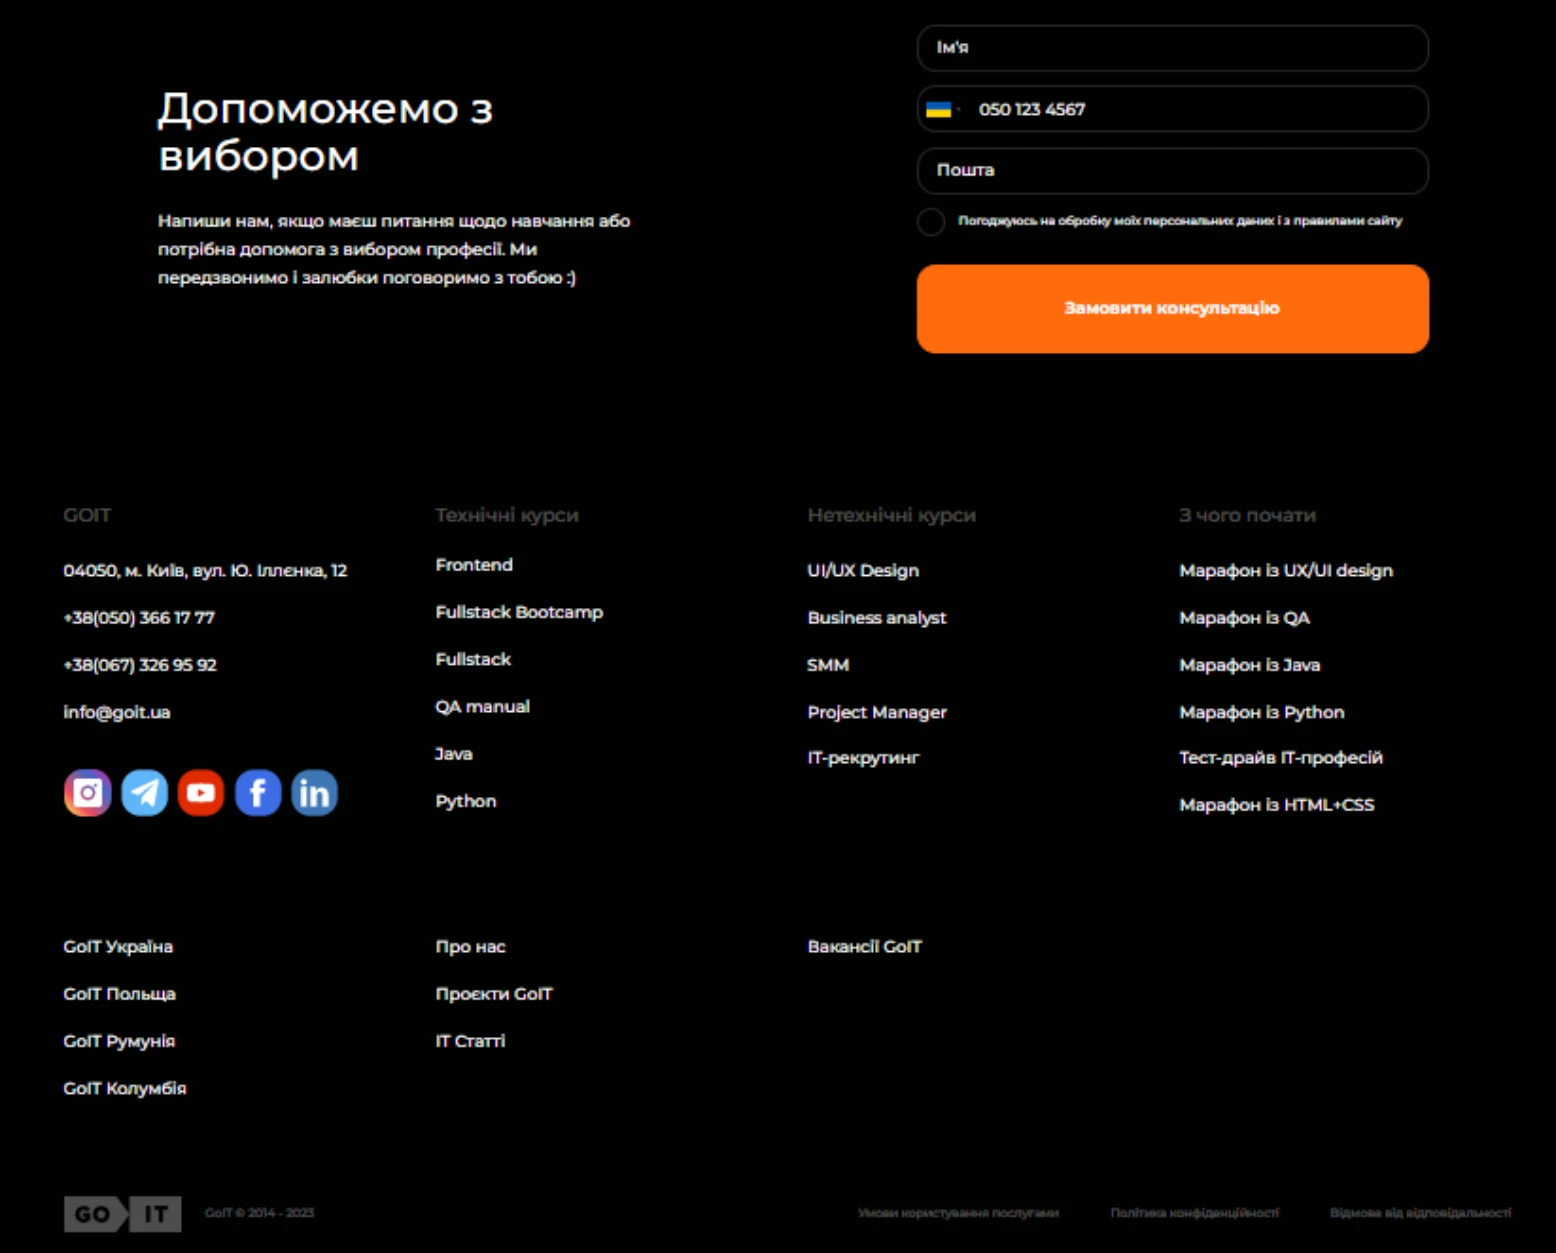 Допоможемо з
вибором
Напиши нам, якщо маєш питання щодо навчання або
потрібна допомога з вибором професії. Ми
передзвонимо і залюбки поговоримо з тобою :)
Ім'я
050 123 4567
Пошта
Погоджуюсь на обробку моїх персональних даних і з правилами сайту
Замовити консультацію
GOIT
04050, м. Київ, вул. Ю. Іллєнка, 12
+38(050) 366 17 77
+38(067) 326 95 92
info@goit.ua
Технічні курси
Frontend
Fullstack Bootcamp
Fullstack
QA manual
Java
Python
Нетехнічні курси
UI/UX Design
Business analyst
SMM
Project Manager
IT-рекрутинг
З чого почати
Марафон із UX/UI design
Марафон із QA
Марафон із Java
Марафон із Python
Тест-драйв IT-професій
Марафон із HTML+CSS
GoIT Україна
GoIT Польща
GoIT Румунія
GoIT Колумбія
Про нас
Проєкти GoIT
IT Статті
Вакансії GoIT
GO IT
GoIT © 2014 - 2023
Умови користування послугами
Політика конфіденційності
Відмова від відповідальності